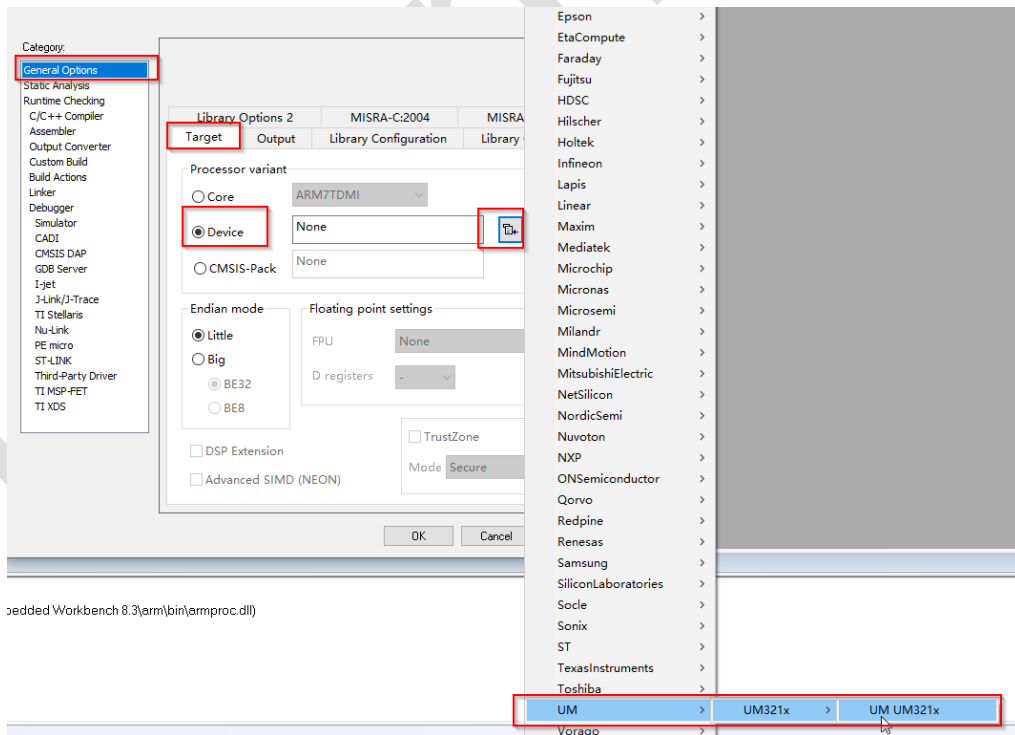 Category:
General Options
Static Analysis
Runtime Checking
C/C++ Compiler
Assembler
Output Converter
Custom Build
Build Actions
Linker
Debugger
Simulator
CADI
CMSIS DAP
GDB Server
I-jet
J-Link/J-Trace
TI Stellaris
Nu-Link
PE micro
ST-LINK
Third-Party Driver
TI MSP-FET
TI XDS
Library Options 2
MISRA-C:2004
MISRA
Target
Output
Library Configuration
Library
Processor variant
Core
ARM7TDMI
Device
None
CMSIS-Pack
None
Endian mode
Little
Big
BE32
BE8
Floating point settings
FPU
None
D registers
-
DSP Extension
Advanced SIMD (NEON)
TrustZone
Mode
Secure
OK
Cancel
Epson
EtaCompute
Faraday
Fujitsu
HDSC
Hilscher
Holtek
Infineon
Lapis
Linear
Maxim
Mediatek
Microchip
Micronas
Microsemi
Milandr
MindMotion
MitsubishiElectric
NetSilicon
NordicSemi
Nuvoton
NXP
ONSemiconductor
Qorvo
Redpine
Renesas
Samsung
SiliconLaboratories
Socle
Sonix
ST
TexasInstruments
Toshiba
UM
UM321x
UM UM321x
Vorago
bedded Workbench 8.3\arm\bin\armproc.dll)